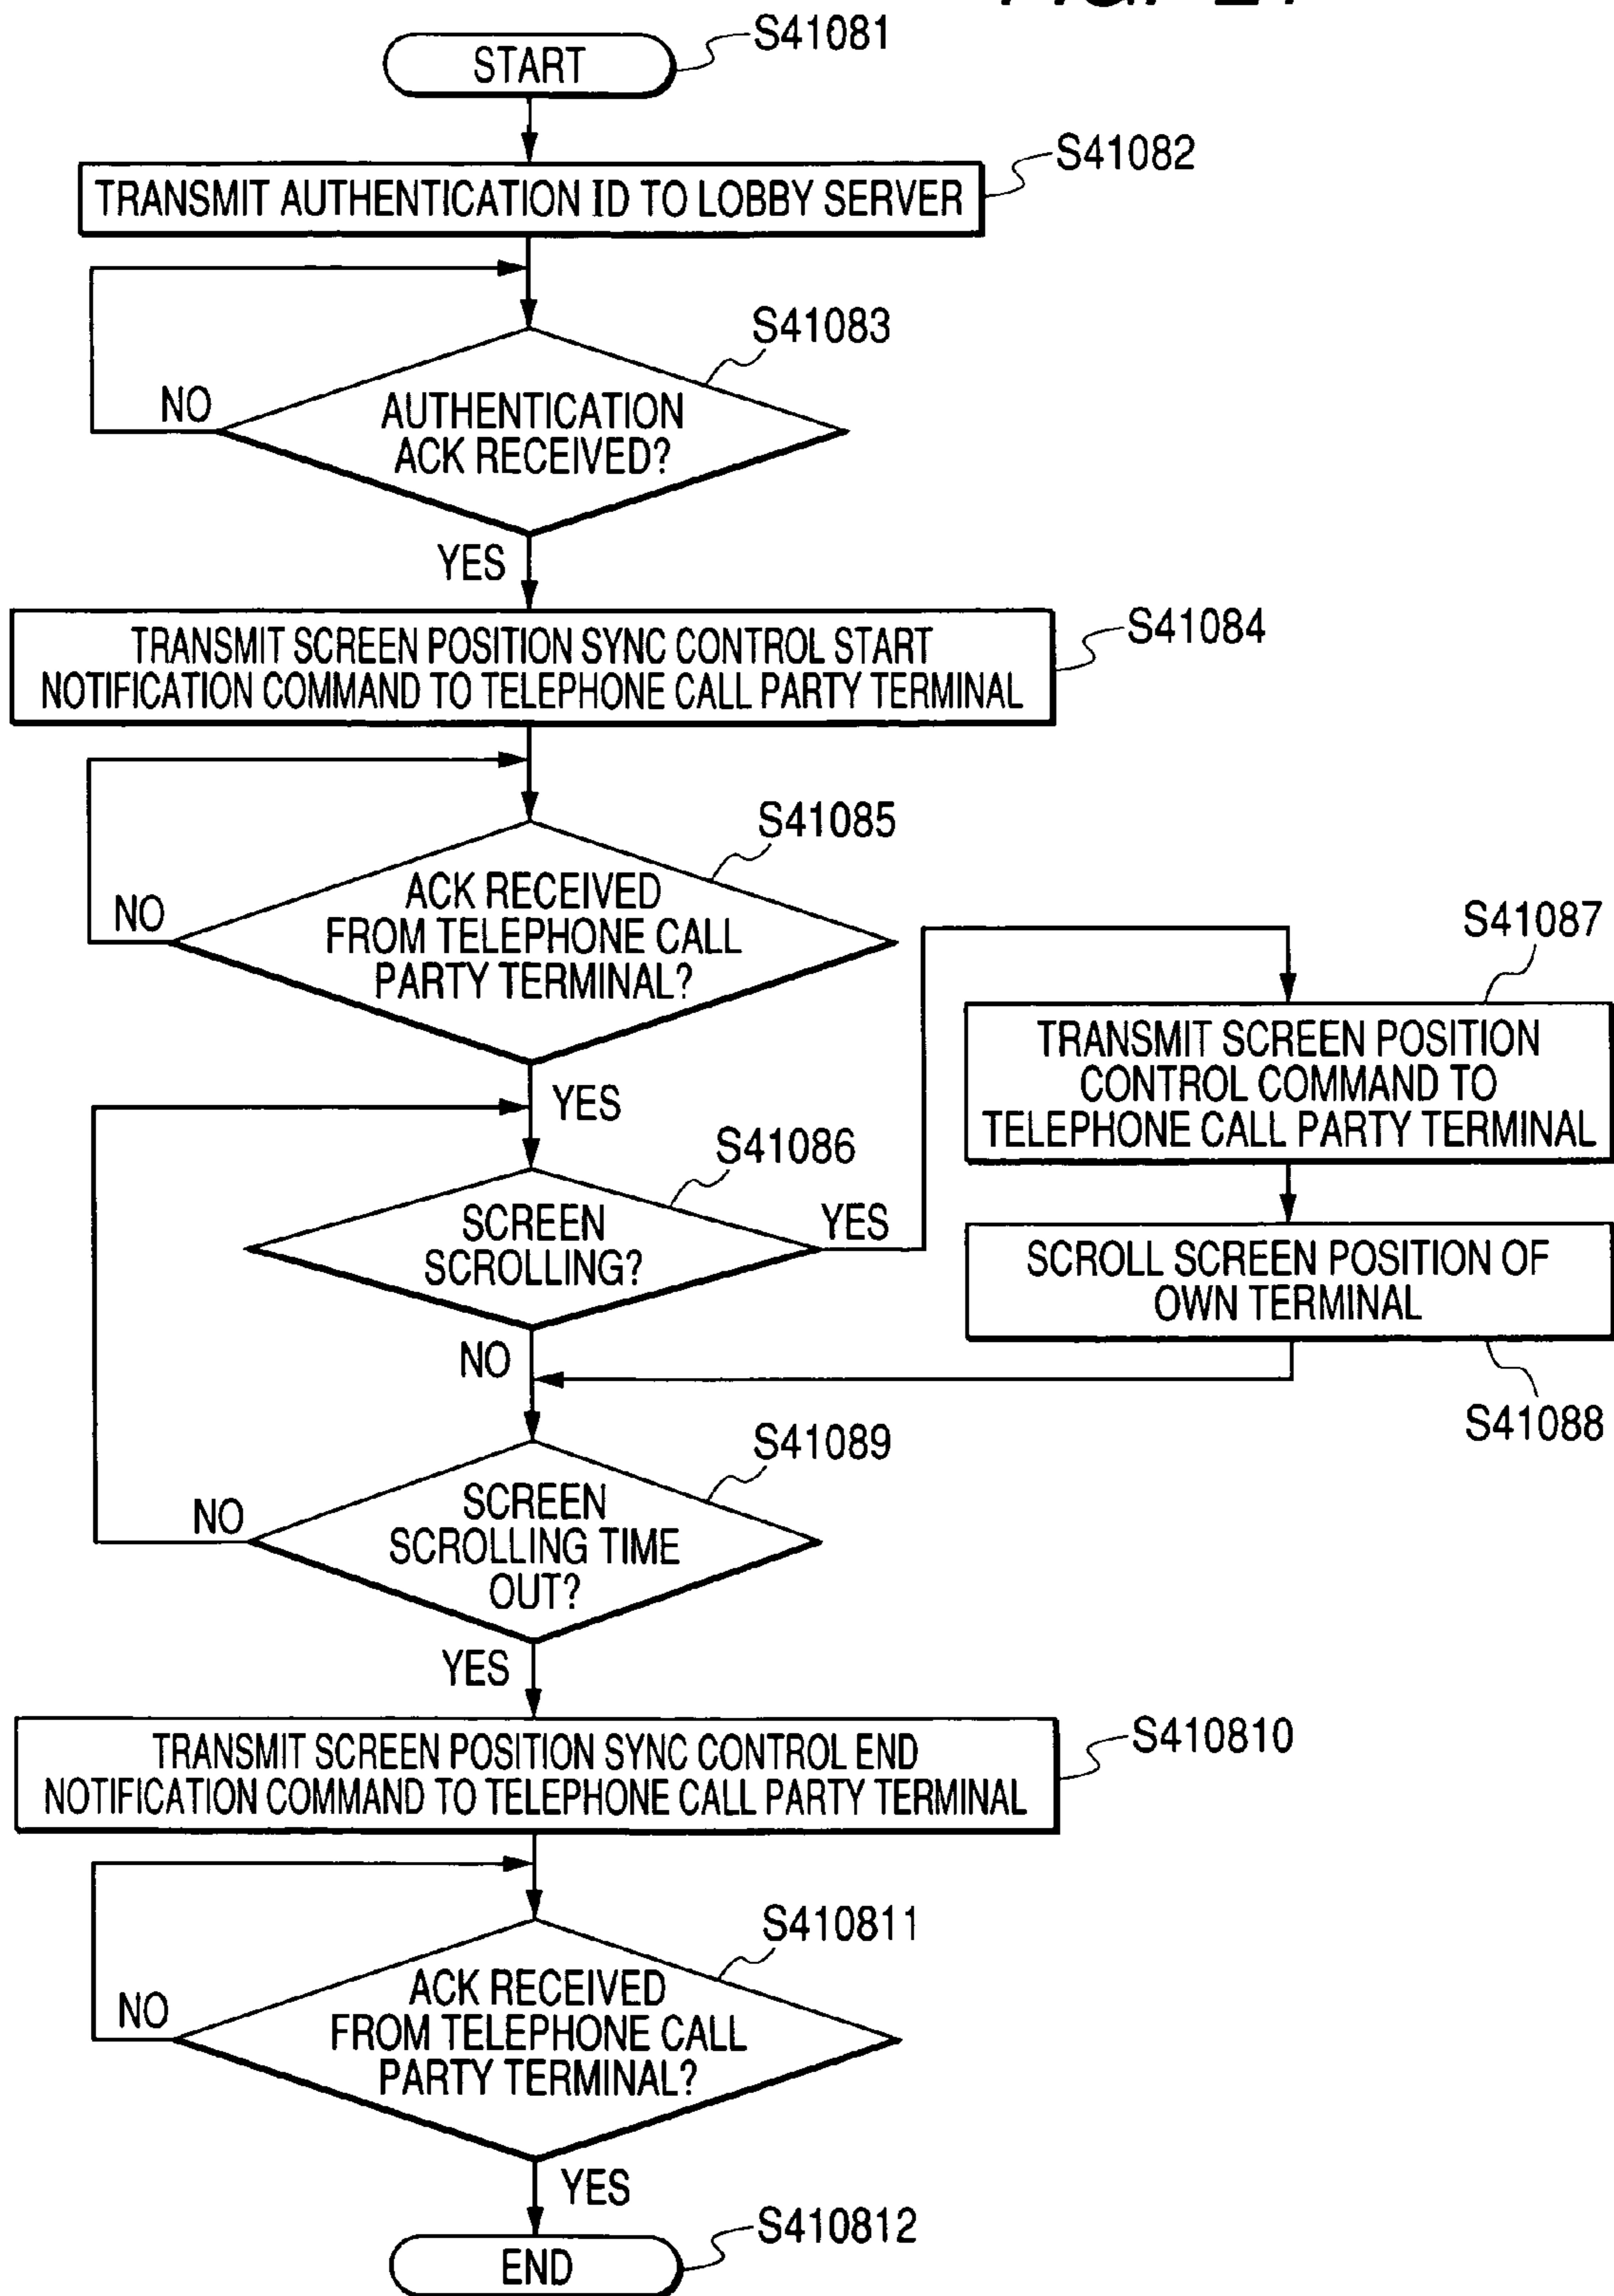 START
S41081
S41082
TRANSMIT AUTHENTICATION ID TO LOBBY SERVER
S41083
NO
AUTHENTICATION
ACK RECEIVED?
YES
S41084
TRANSMIT SCREEN POSITION SYNC CONTROL START
NOTIFICATION COMMAND TO TELEPHONE CALL PARTY TERMINAL
S41085
NO
ACK RECEIVED
FROM TELEPHONE CALL
PARTY TERMINAL?
YES
S41086
SCREEN
SCROLLING?
YES
S41087
TRANSMIT SCREEN POSITION
CONTROL COMMAND TO
TELEPHONE CALL PARTY TERMINAL
SCROLL SCREEN POSITION OF
OWN TERMINAL
S41088
NO
S41089
NO
SCREEN
SCROLLING TIME
OUT?
YES
S410810
TRANSMIT SCREEN POSITION SYNC CONTROL END
NOTIFICATION COMMAND TO TELEPHONE CALL PARTY TERMINAL
S410811
NO
ACK RECEIVED
FROM TELEPHONE CALL
PARTY TERMINAL?
YES
S410812
END